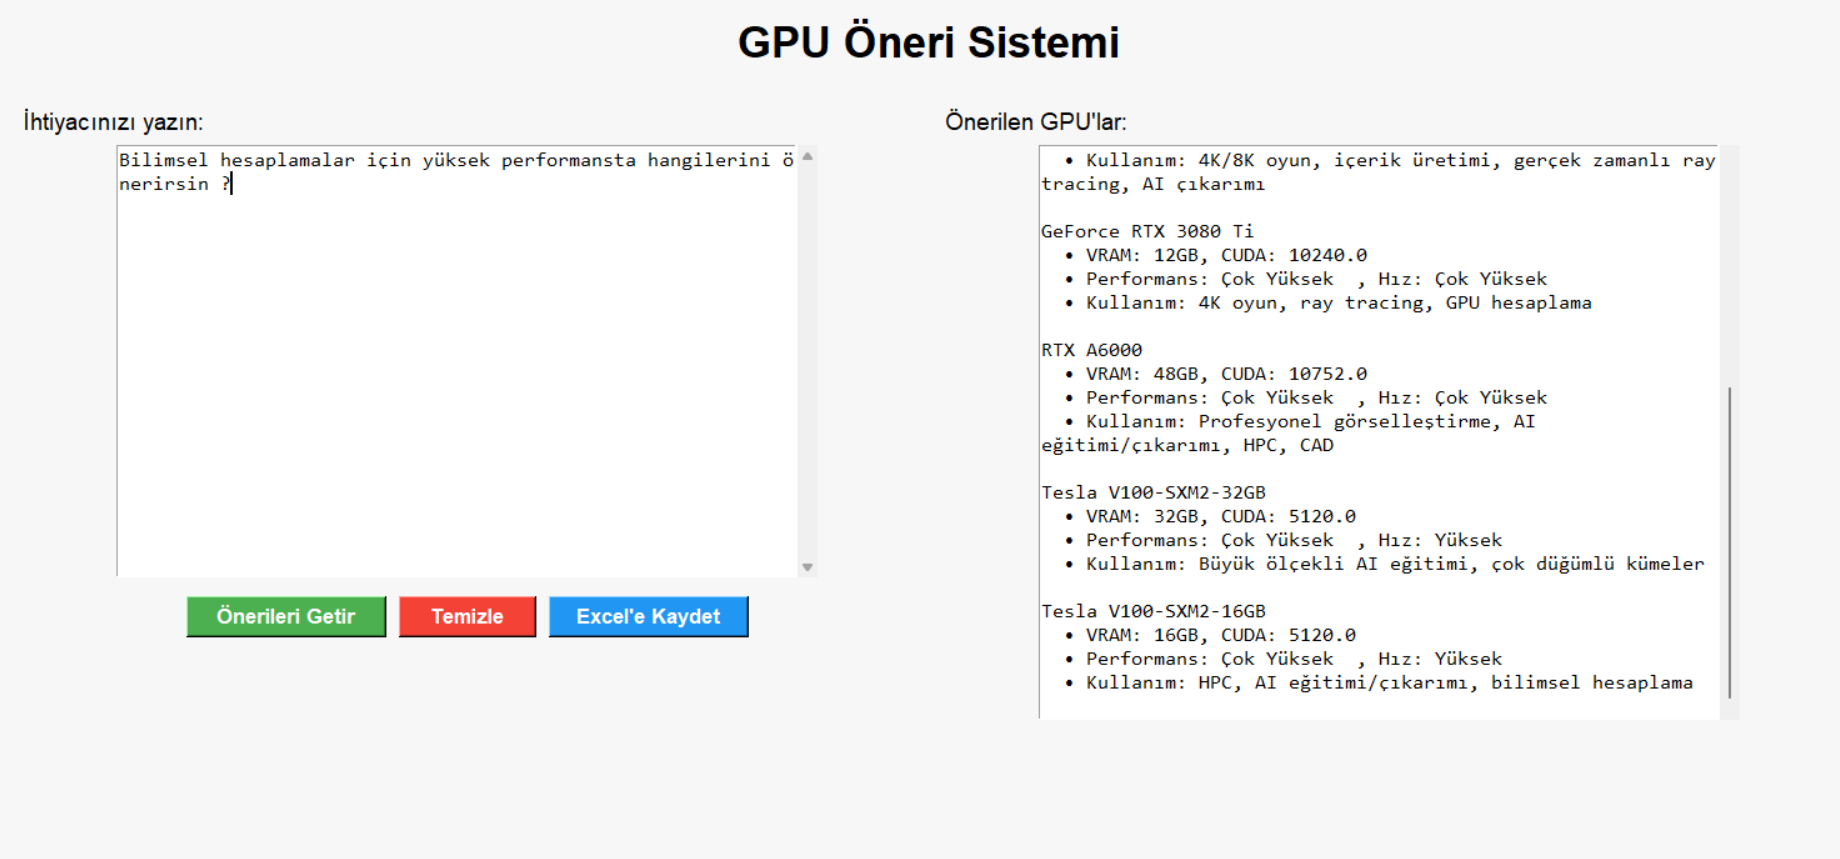 GPU Öneri Sistemi
İhtiyacınızı yazın:
Bilimsel hesaplamalar için yüksek performansta hangilerini ö
nerirsin ?
Önerileri Getir
Temizle
Excel'e Kaydet
Önerilen GPU'lar:
• Kullanım: 4K/8K oyun, içerik üretimi, gerçek zamanlı ray
tracing, AI çıkarımı
GeForce RTX 3080 Ti
• VRAM: 12GB, CUDA: 10240.0
• Performans: Çok Yüksek  , Hız: Çok Yüksek
• Kullanım: 4K oyun, ray tracing, GPU hesaplama
RTX A6000
• VRAM: 48GB, CUDA: 10752.0
• Performans: Çok Yüksek  , Hız: Çok Yüksek
• Kullanım: Profesyonel görselleştirme, AI
eğitimi/çıkarımı, HPC, CAD
Tesla V100-SXM2-32GB
• VRAM: 32GB, CUDA: 5120.0
• Performans: Çok Yüksek  , Hız: Yüksek
• Kullanım: Büyük ölçekli AI eğitimi, çok düğümlü kümeler
Tesla V100-SXM2-16GB
• VRAM: 16GB, CUDA: 5120.0
• Performans: Çok Yüksek  , Hız: Yüksek
• Kullanım: HPC, AI eğitimi/çıkarımı, bilimsel hesaplama